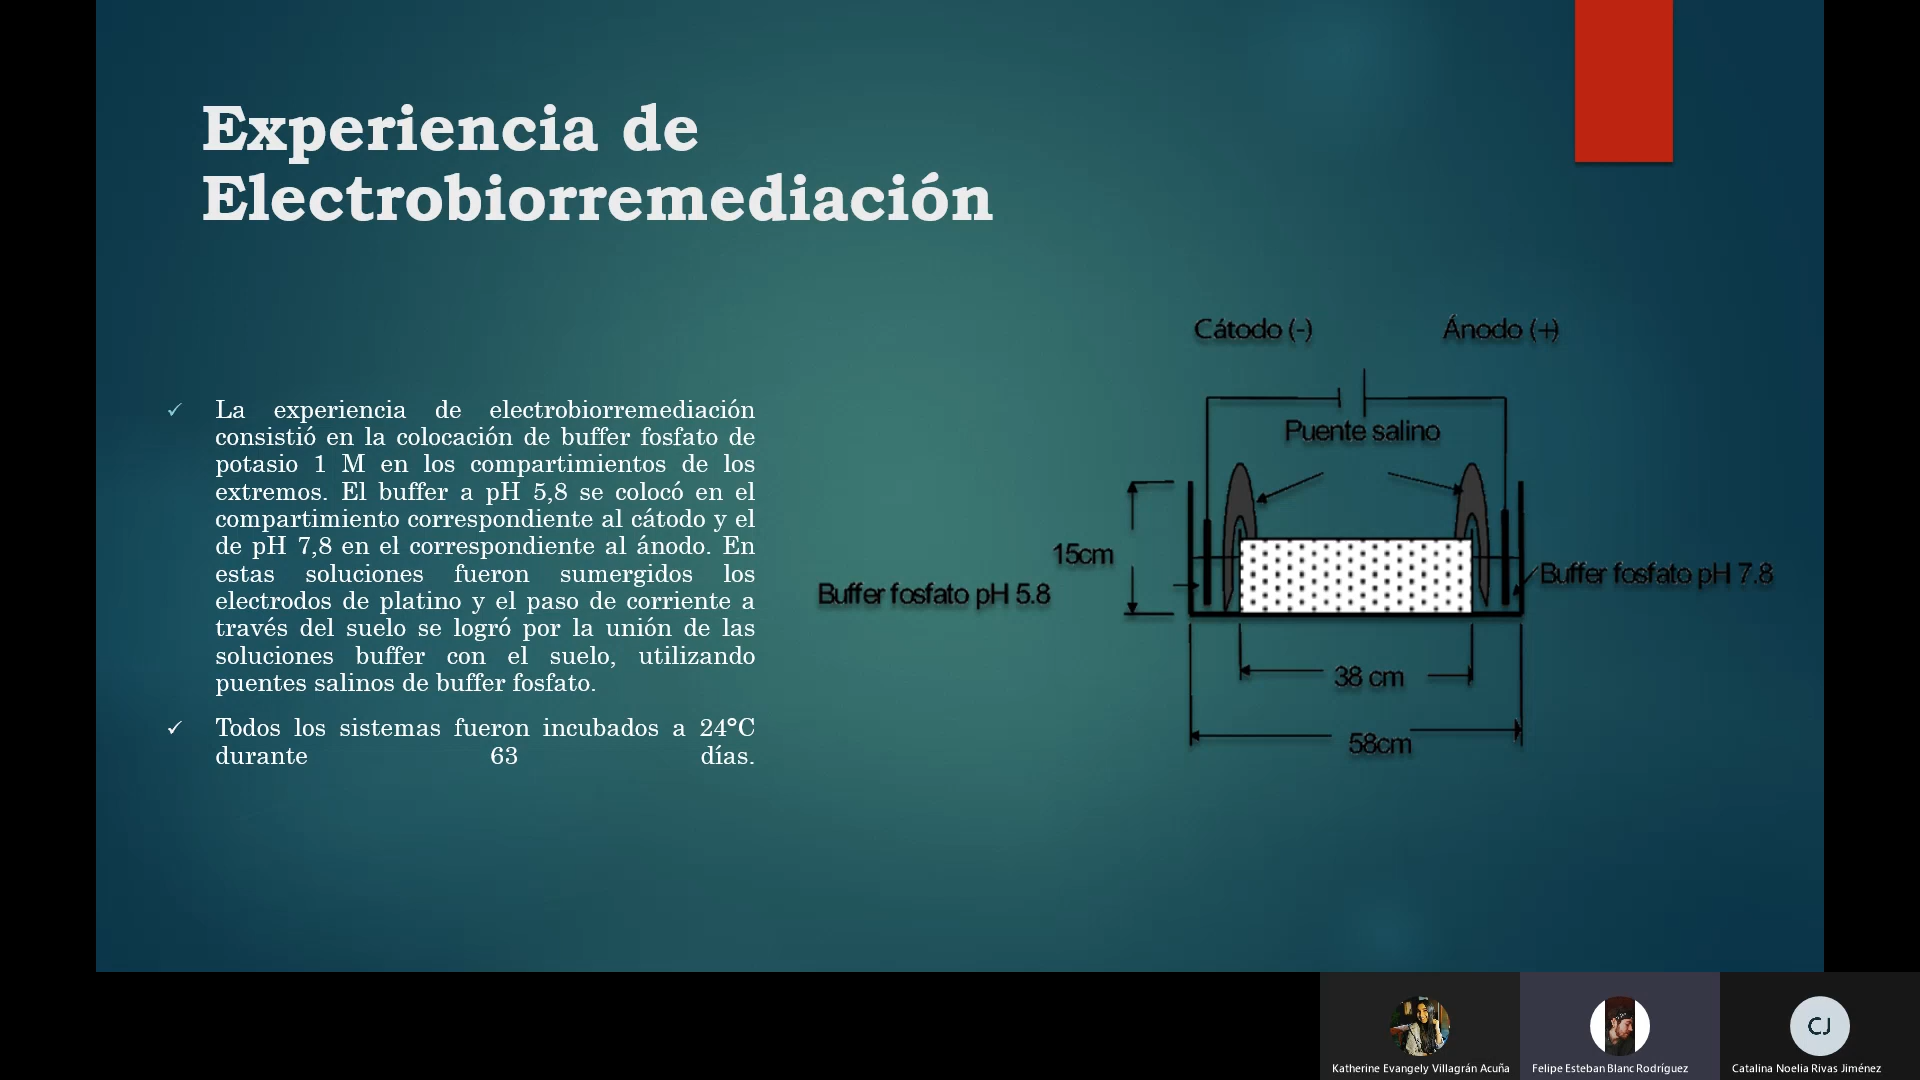 Experiencia de
Electrobiorremediación
La experiencia de electrobiorremediación
consistió en la colocación de buffer fosfato de
potasio 1 M en los compartimientos de los
extremos. El buffer a pH 5,8 se colocó en el
compartimiento correspondiente al cátodo y el
de pH 7,8 en el correspondiente al ánodo. En
estas soluciones fueron sumergidos los
electrodos de platino y el paso de corriente a
través del suelo se logró por la unión de las
soluciones buffer con el suelo, utilizando
puentes salinos de buffer fosfato.
Todos los sistemas fueron incubados a 24°C
durante 63 días.
Cátodo (-)
Ánodo (+)
Puente salino
15cm
Buffer fosfato pH 5.8
Buffer fosfato pH 7.8
38 cm
58cm
CJ
Katherine Evangely Villagrán Acuña
Felipe Esteban Blanc Rodríguez
Catalina Noelia Rivas Jiménez